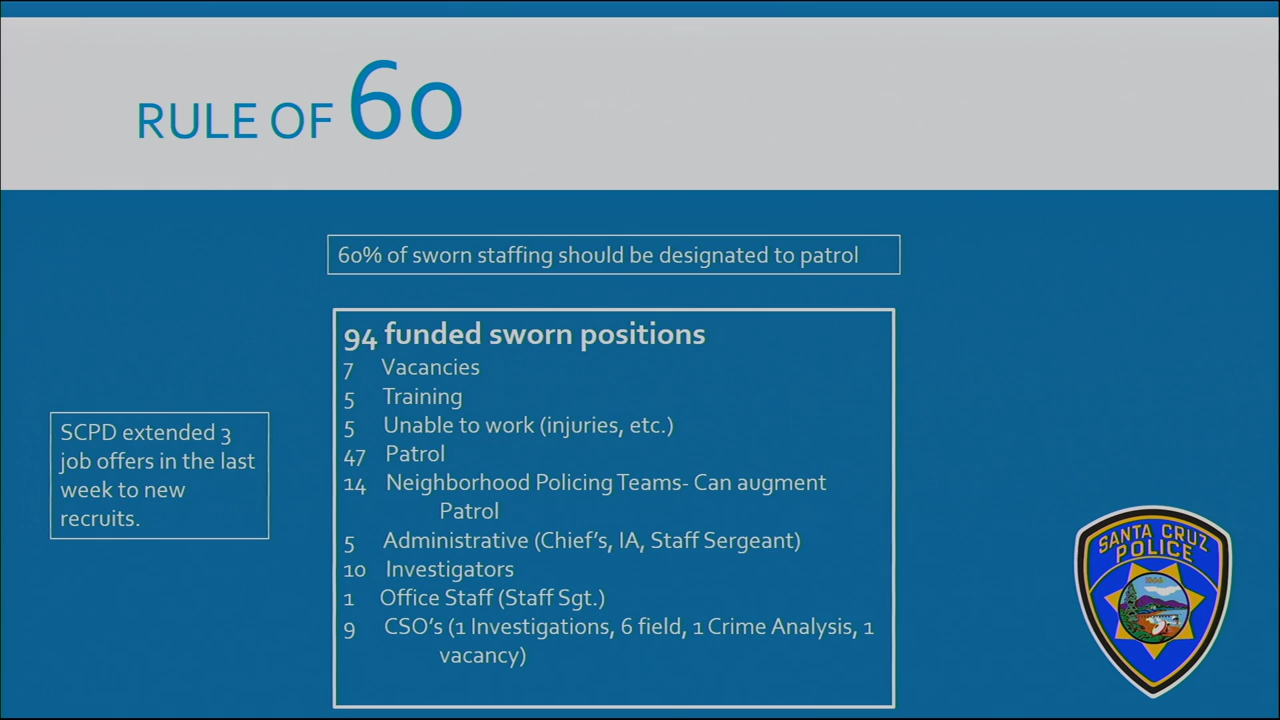 RULE OF 60
60% of sworn staffing should be designated to patrol
94 funded sworn positions
7 Vacancies
5 Training
5 Unable to work (injuries, etc.)
47 Patrol
14 Neighborhood Policing Teams- Can augment
Patrol
5 Administrative (Chief's, IA, Staff Sergeant)
10 Investigators
1 Office Staff (Staff Sgt.)
9 CSO's (1 Investigations, 6 field, 1 Crime Analysis, 1
vacancy)
SCPD extended 3
job offers in the last
week to new
recruits.
SANTA CRUZ
POLICE
1866